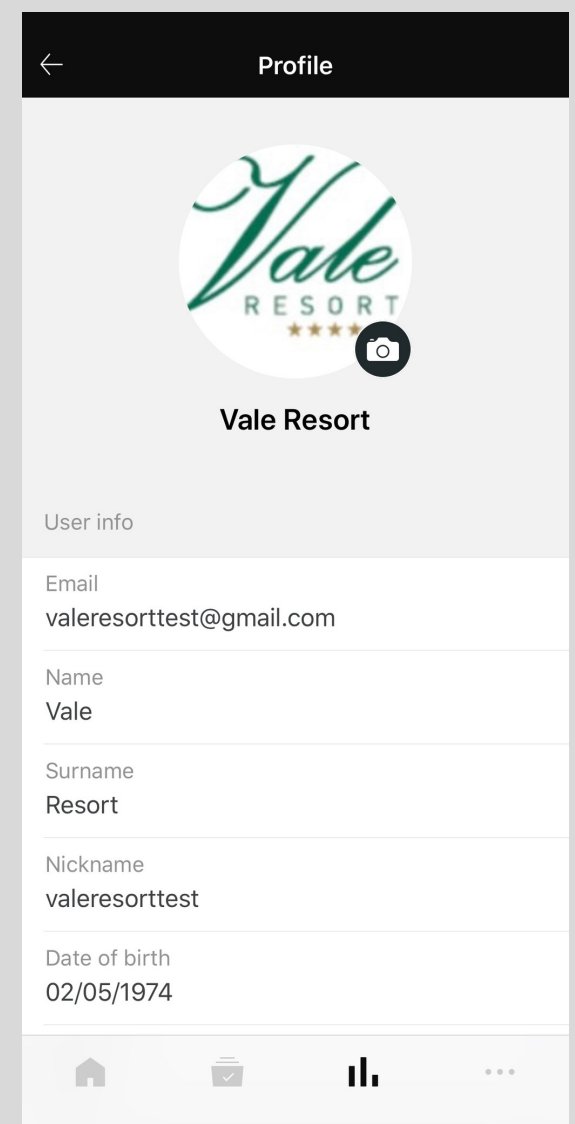 Profile
Vale
RESORT
Vale Resort
User info
Email
valeresorttest@gmail.com
Name
Vale
Surname
Resort
Nickname
valeresorttest
Date of birth
02/05/1974